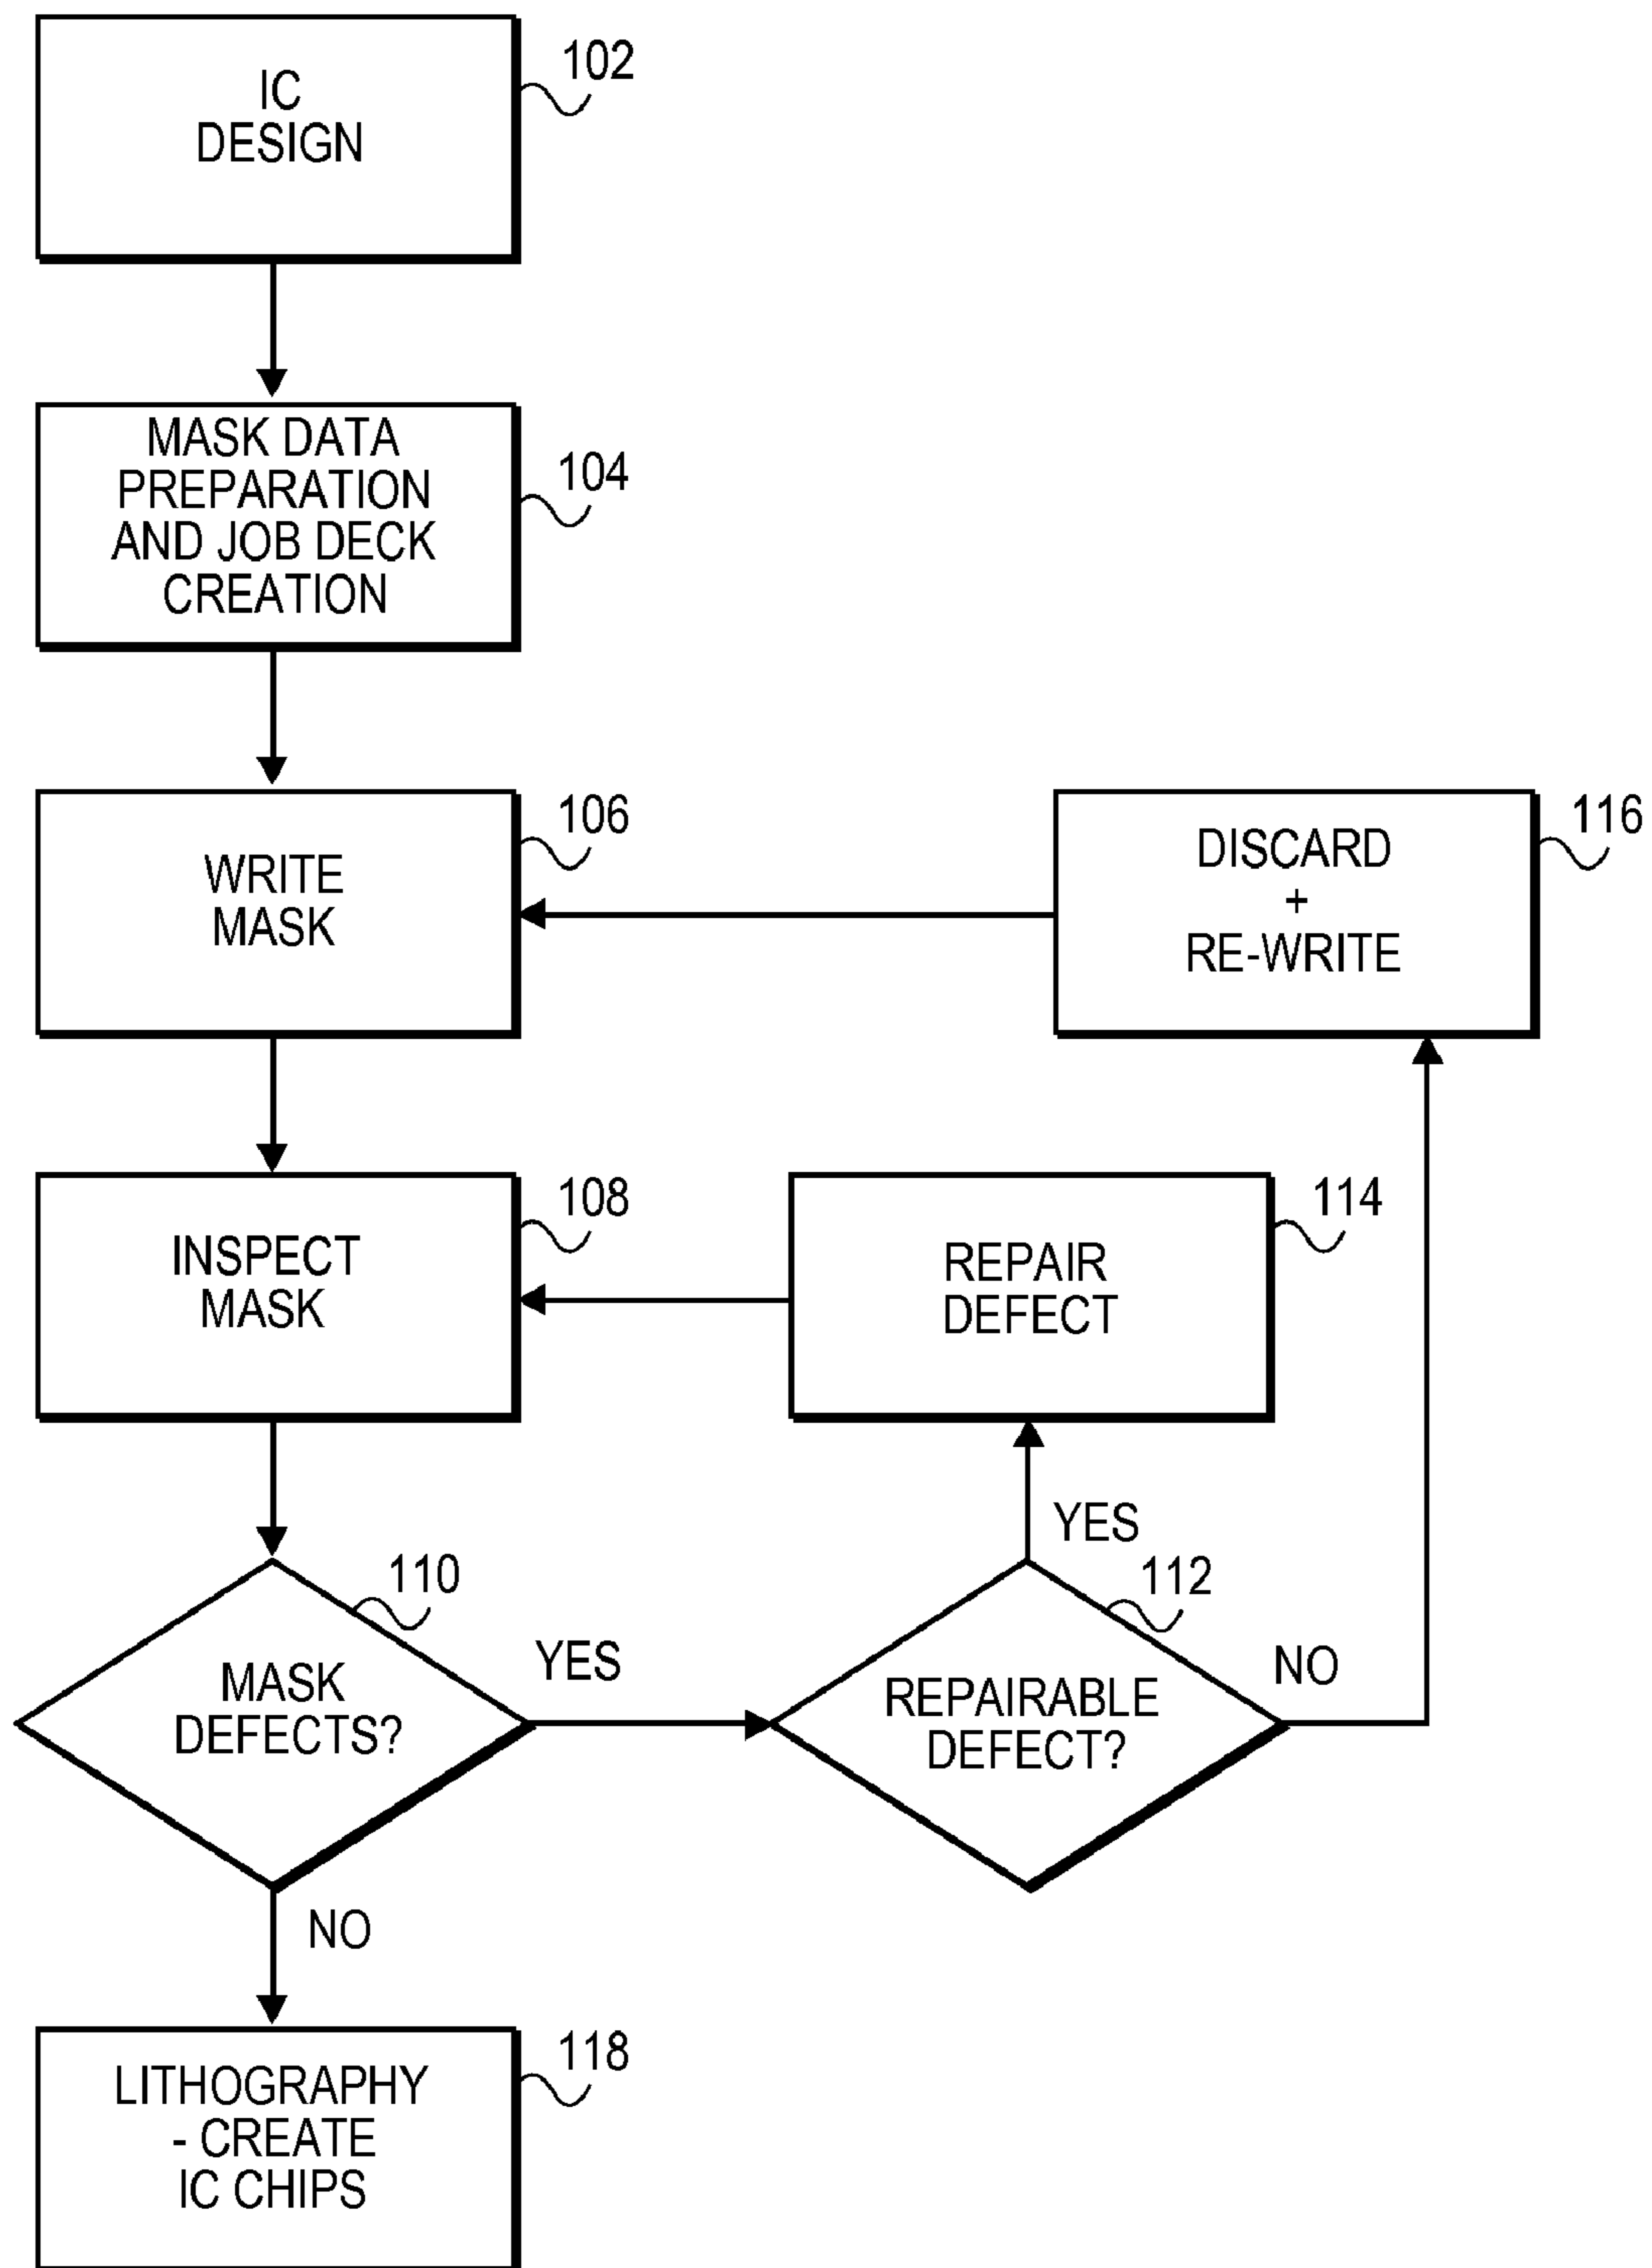 IC
DESIGN
102
MASK DATA
PREPARATION
AND JOB DECK
CREATION
104
WRITE
MASK
106
DISCARD
+
RE-WRITE
116
INSPECT
MASK
108
REPAIR
DEFECT
114
MASK
DEFECTS?
110
YES
REPAIRABLE
DEFECT?
112
YES
NO
NO
LITHOGRAPHY
- CREATE
IC CHIPS
118